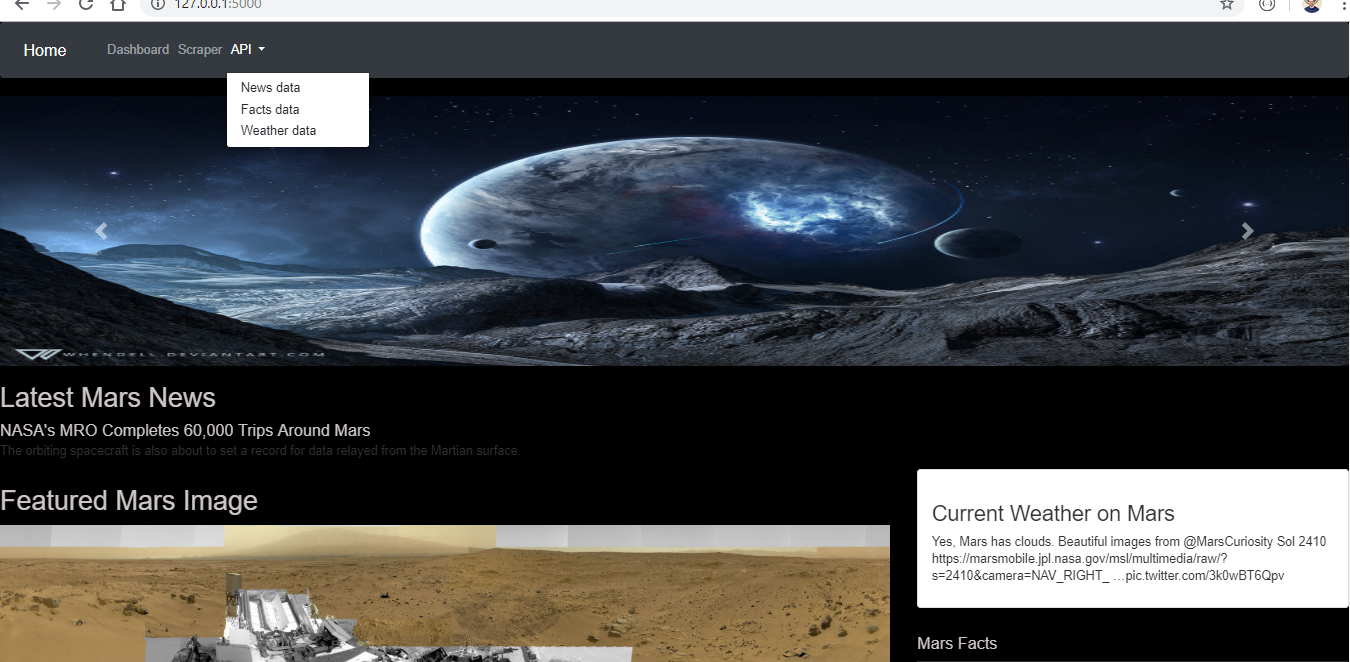 127.0.0.1:5000
Home Dashboard Scraper API
News data
Facts data
Weather data
WHENDELL.DEVIANTART.COM
Latest Mars News
NASA's MRO Completes 60,000 Trips Around Mars
The orbiting spacecraft is also about to set a record for data relayed from the Martian surface.
Featured Mars Image
Current Weather on Mars
Yes, Mars has clouds. Beautiful images from @MarsCuriosity Sol 2410
https://marsmobile.jpl.nasa.gov/msl/multimedia/raw/?
s=2410&camera=NAV_RIGHT_ …pic.twitter.com/3k0wBT6Qpv
Mars Facts